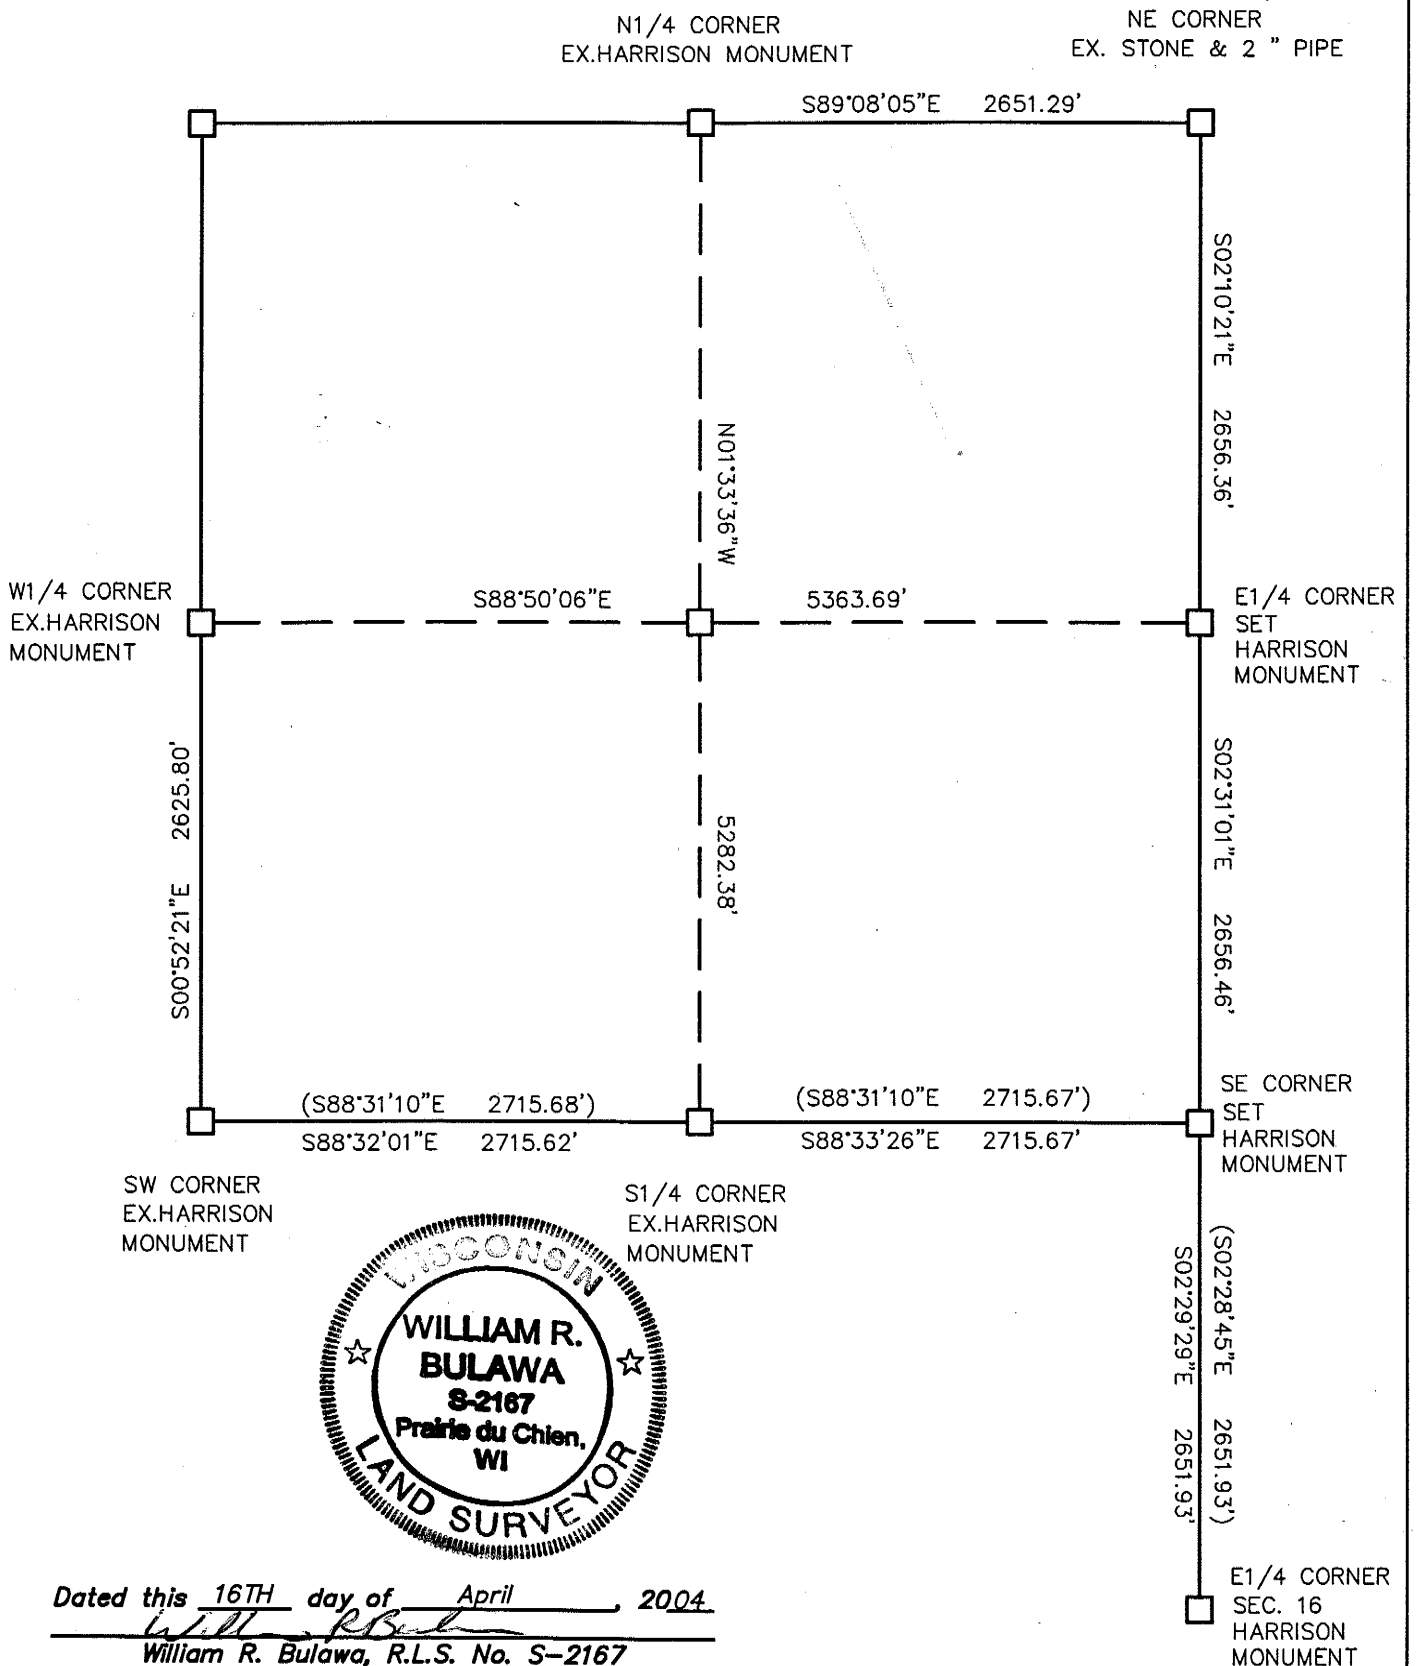 N1/4 CORNER
EX.HARRISON MONUMENT
NE CORNER
EX. STONE & 2 " PIPE
S89°08'05"E 2651.29'
S02°10'21"E 2656.36'
N01°33'36"W
W1/4 CORNER
EX.HARRISON
MONUMENT
S88°50'06"E 5363.69'
E1/4 CORNER
SET
HARRISON
MONUMENT
S00°52'21"E 2625.80'
5282.38'
S02°31'01"E 2656.46'
(S88°31'10"E 2715.68')
S88°32'01"E 2715.62'
(S88°31'10"E 2715.67')
S88°33'26"E 2715.67'
SE CORNER
SET
HARRISON
MONUMENT
SW CORNER
EX.HARRISON
MONUMENT
S1/4 CORNER
EX.HARRISON
MONUMENT
(S02°28'45"E 2651.93')
S02°29'29"E 2651.93'
WISCONSIN
WILLIAM R.
BULAWA
S-2167
Prairie du Chien,
WI
LAND SURVEYOR
E1/4 CORNER
SEC. 16
HARRISON
MONUMENT
Dated this 16TH day of April, 2004
William R. Bulawa, R.L.S. No. S-2167